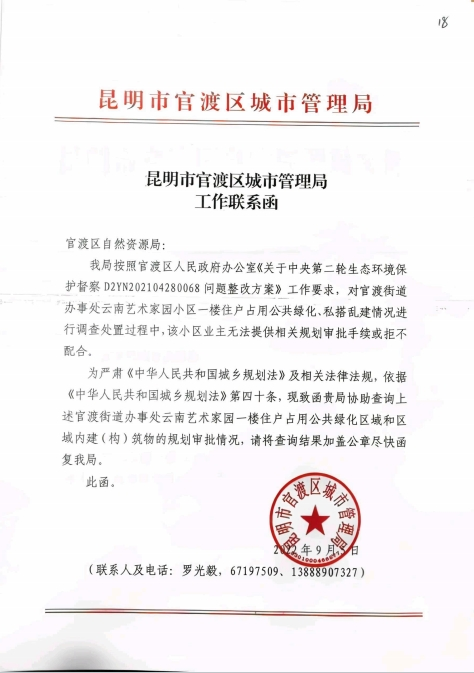 18
昆明市官渡区城市管理局
昆明市官渡区城市管理局
工作联系函
官渡区自然资源局：
我局按照官渡区人民政府办公室《关于中央第二轮生态环境保
护督察D2YN202104280068问题整改方案》工作要求，对官渡街道
办事处云南艺术家园小区一楼住户占用公共绿化、私搭乱建情况进
行调查处置过程中，该小区业主无法提供相关规划审批手续或拒不
配合。
为严肃《中华人民共和国城乡规划法》及相关法律法规，依据
《中华人民共和国城乡规划法》第四十条，现致函贵局协助查询上
述官渡街道办事处云南艺术家园一楼住户占用公共绿化区域和区
域内建（构）筑物的规划审批情况，请将查询结果加盖公章尽快函
复我局。
此函。
昆明市官渡区城市管理局
2022年9月5日
（联系人及电话：罗光毅，67197509、13888907327）